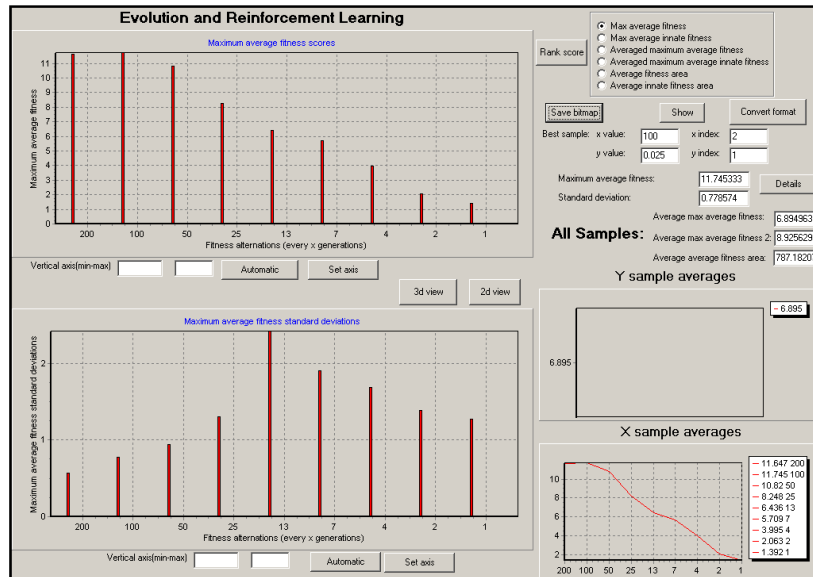 Evolution and Reinforcement Learning
Maximum average fitness scores
Maximum average fitness
11
10
9
8
7
6
5
4
3
2
1
0
200 100 50 25 13 7 4 2 1
Fitness alternations (every x generations)
Vertical axis(min-max)
Automatic
Set axis
3d view
2d view
Maximum average fitness standard deviations
Maximum average fitness standard deviations
2
1
0
200 100 50 25 13 7 4 2 1
Fitness alternations (every x generations)
Vertical axis(min-max)
Automatic
Set axis
Rank score
Max average fitness
Max average innate fitness
Averaged maximum average fitness
Averaged maximum average innate fitness
Average fitness area
Average innate fitness area
Save bitmap
Show
Convert format
Best sample: x value: 100 x index: 2
y value: 0.025 y index: 1
Maximum average fitness: 11.745333
Standard deviation: 0.778574
Details
All Samples:
Average max average fitness: 6.894963
Average max average fitness 2: 8.925629
Average average fitness area: 787.18207
Y sample averages
6.895
6.895
X sample averages
10
8
6
4
2
200 100 50 25 13 7 4 2 1
11.647 200
11.745 100
10.82 50
8.248 25
6.436 13
5.709 7
3.995 4
2.063 2
1.392 1